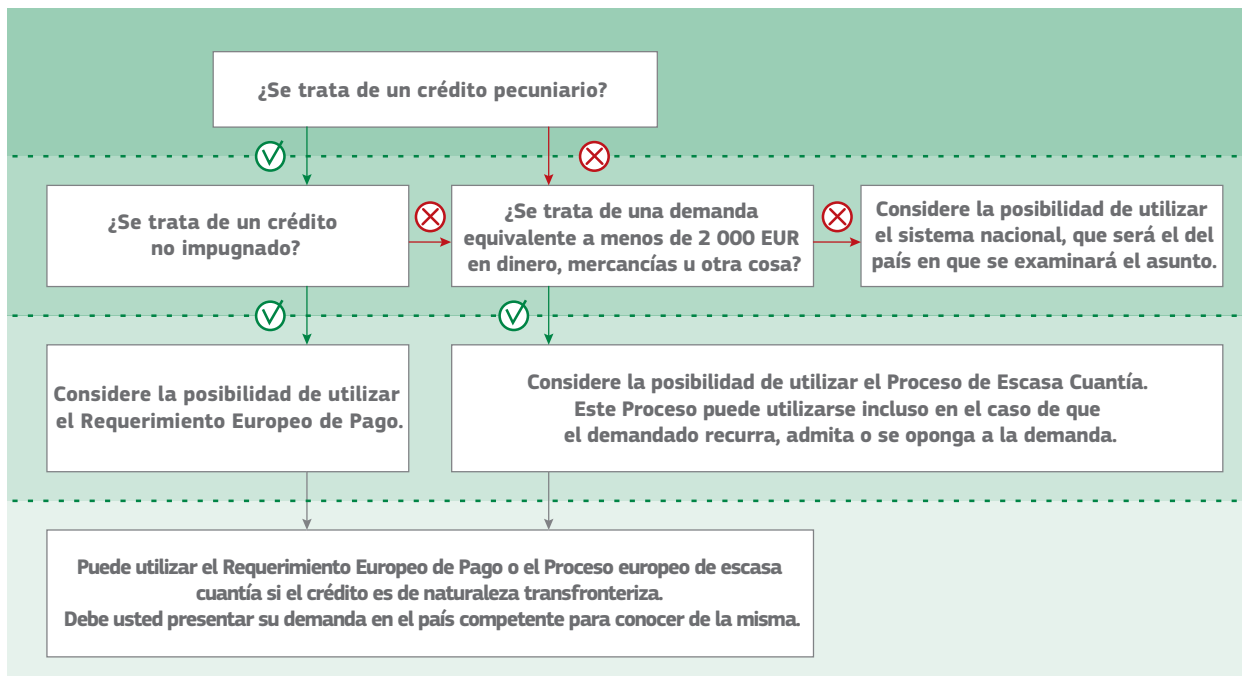 ¿Se trata de un crédito pecuniario?
¿Se trata de un crédito
no impugnado?
¿Se trata de una demanda
equivalente a menos de 2 000 EUR
en dinero, mercancías u otra cosa?
Considere la posibilidad de utilizar
el sistema nacional, que será el del
país en que se examinará el asunto.
Considere la posibilidad de utilizar
el Requerimiento Europeo de Pago.
Considere la posibilidad de utilizar el Proceso de Escasa Cuantía.
Este Proceso puede utilizarse incluso en el caso de que
el demandado recurra, admita o se oponga a la demanda.
Puede utilizar el Requerimiento Europeo de Pago o el Proceso europeo de escasa
cuantía si el crédito es de naturaleza transfronteriza.
Debe usted presentar su demanda en el país competente para conocer de la misma.